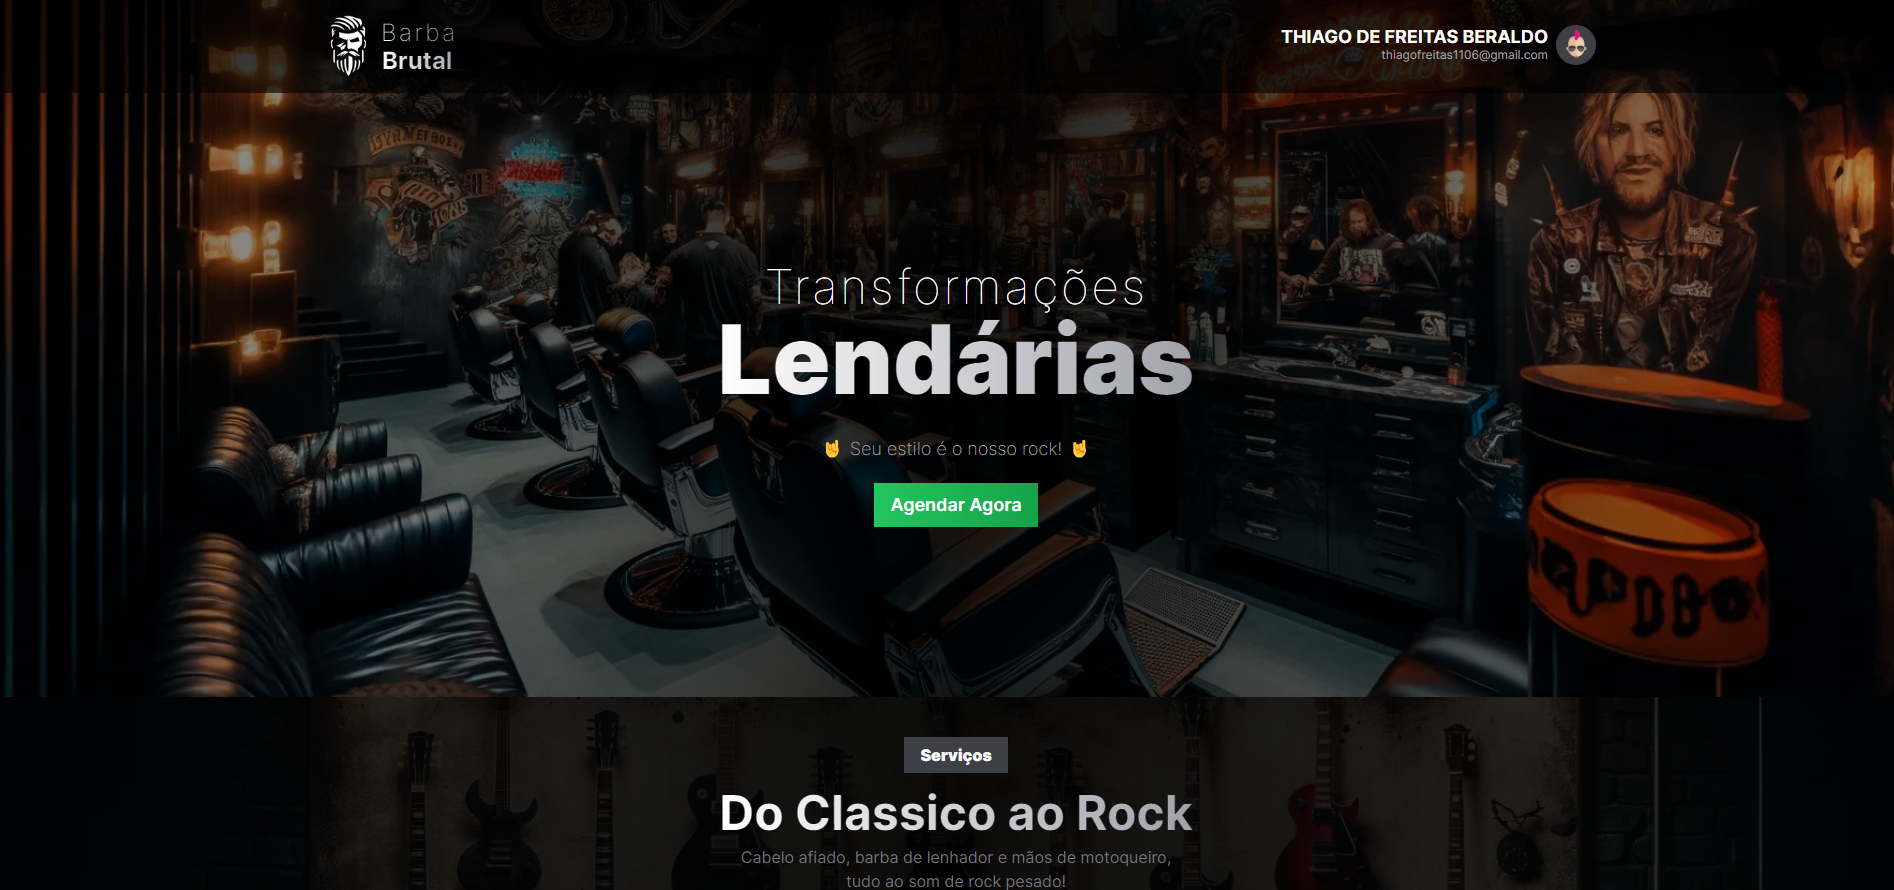 Barba
Brutal
THIAGO DE FREITAS BERALDO
thiagofreitas1106@gmail.com
Transformações
Lendárias
🤘 Seu estilo é o nosso rock! 🤘
Agendar Agora
Serviços
Do Classico ao Rock
Cabelo afiado, barba de lenhador e mãos de motoqueiro,
tudo ao som de rock pesado!